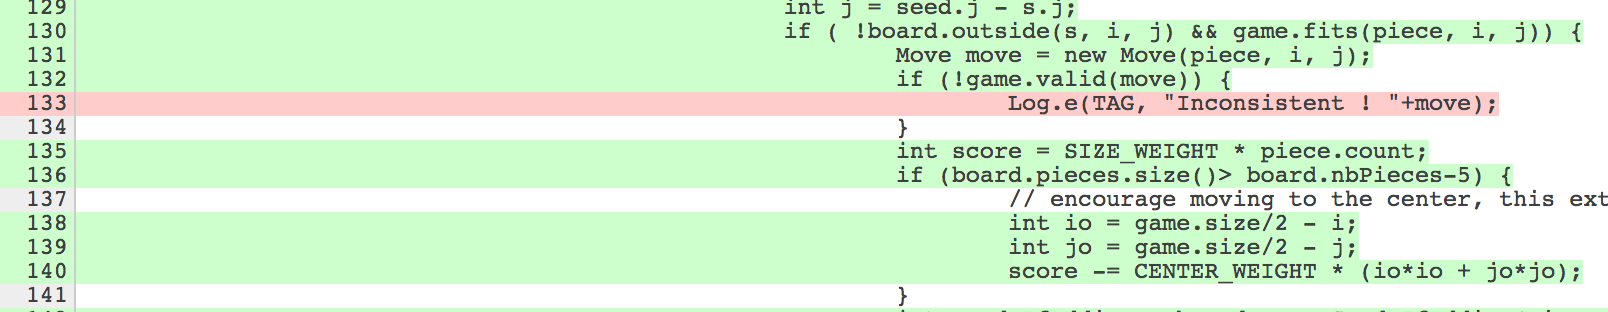 129 int j = seed.j - s.j;
130 if ( !board.outside(s, i, j) && game.fits(piece, i, j)) {
131 Move move = new Move(piece, i, j);
132 if (!game.valid(move)) {
133 Log.e(TAG, "Inconsistent ! "+move);
134 }
135 int score = SIZE_WEIGHT * piece.count;
136 if (board.pieces.size()> board.nbPieces-5) {
137 // encourage moving to the center, this ext
138 int io = game.size/2 - i;
139 int jo = game.size/2 - j;
140 score -= CENTER_WEIGHT * (io*io + jo*jo);
141 }